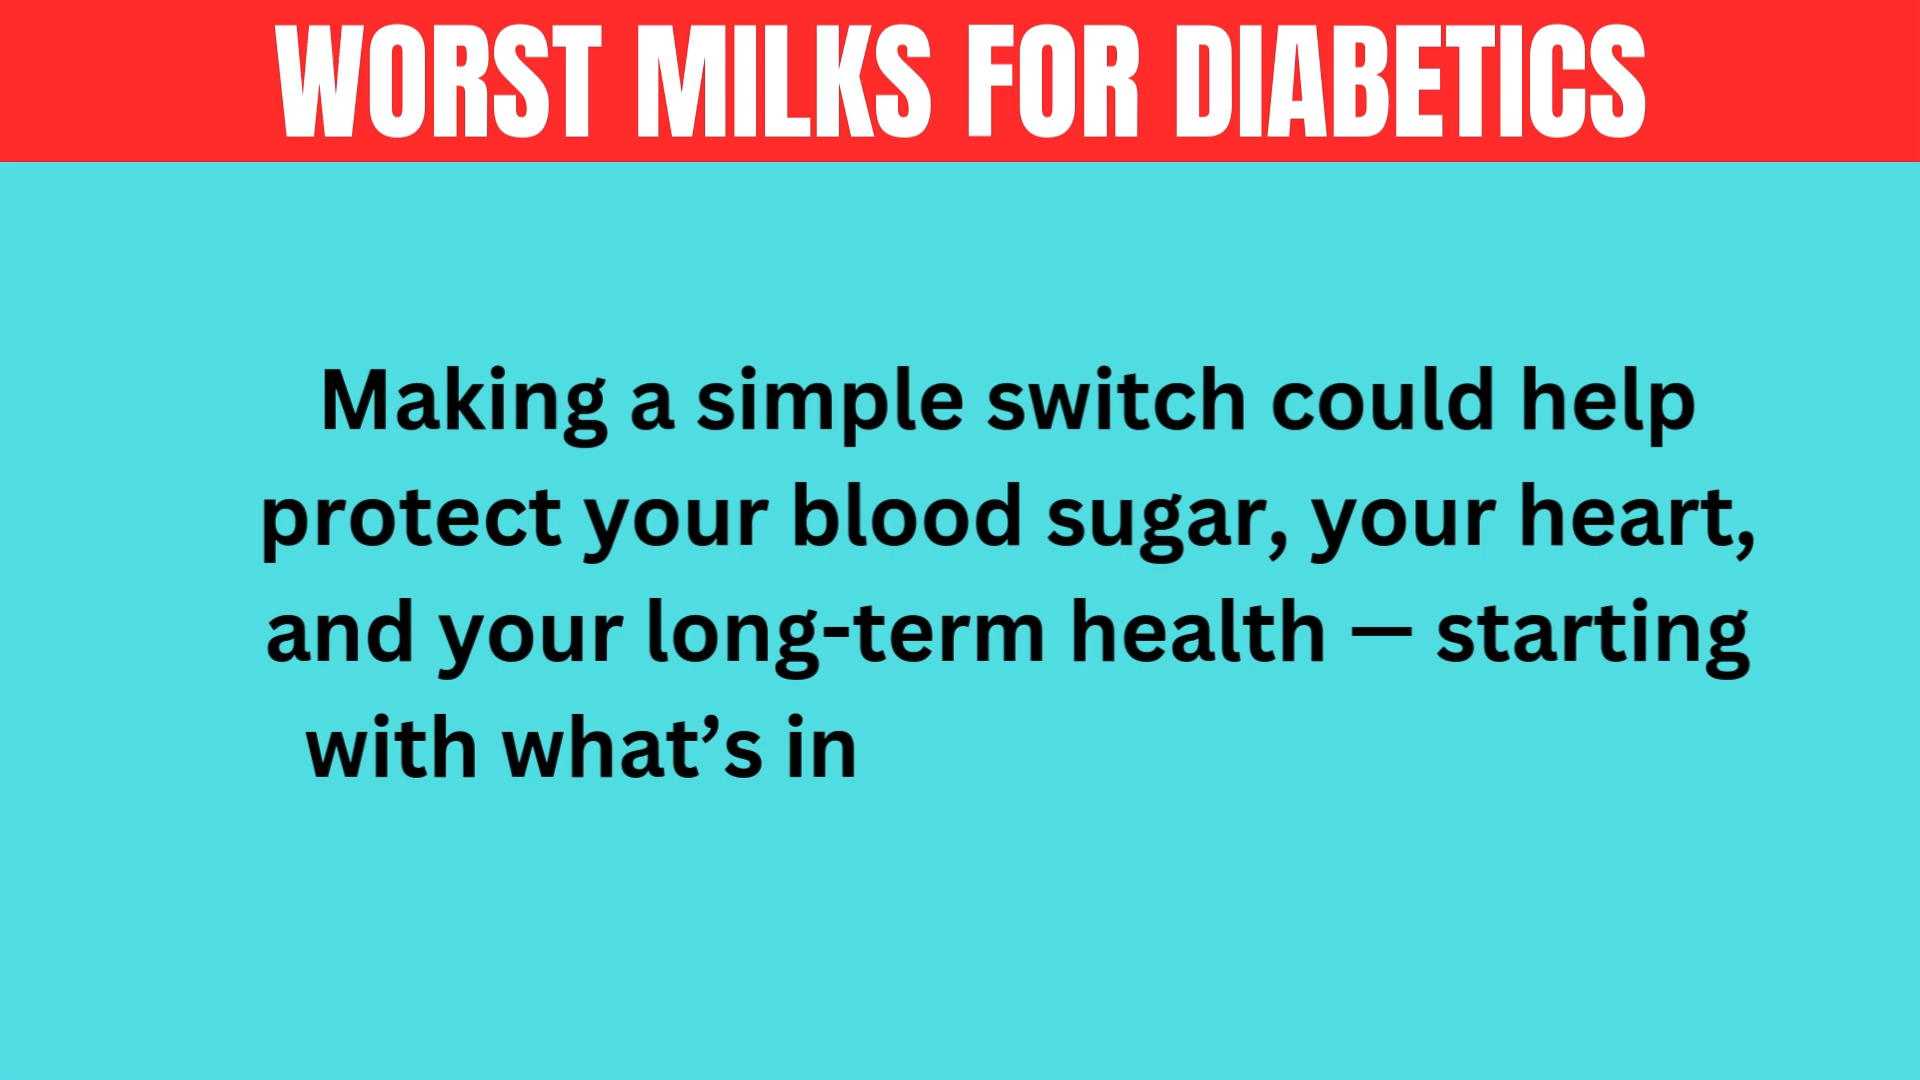 WORST MILKS FOR DIABETICS
Making a simple switch could help
protect your blood sugar, your heart,
and your long-term health — starting
with what’s in